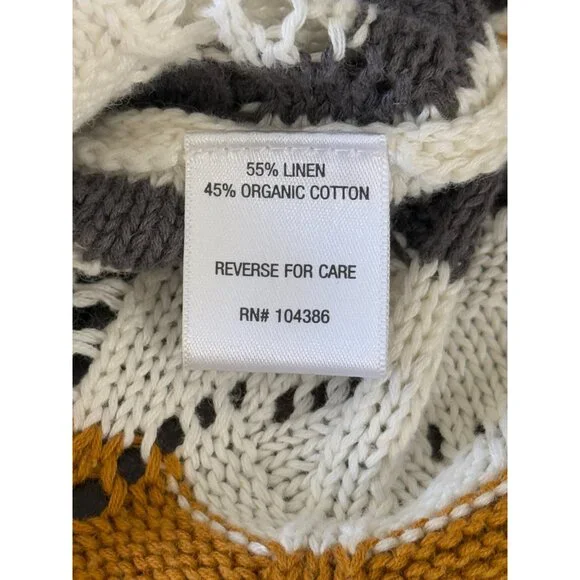 55% LINEN
45% ORGANIC COTTON
REVERSE FOR CARE
RN# 104386